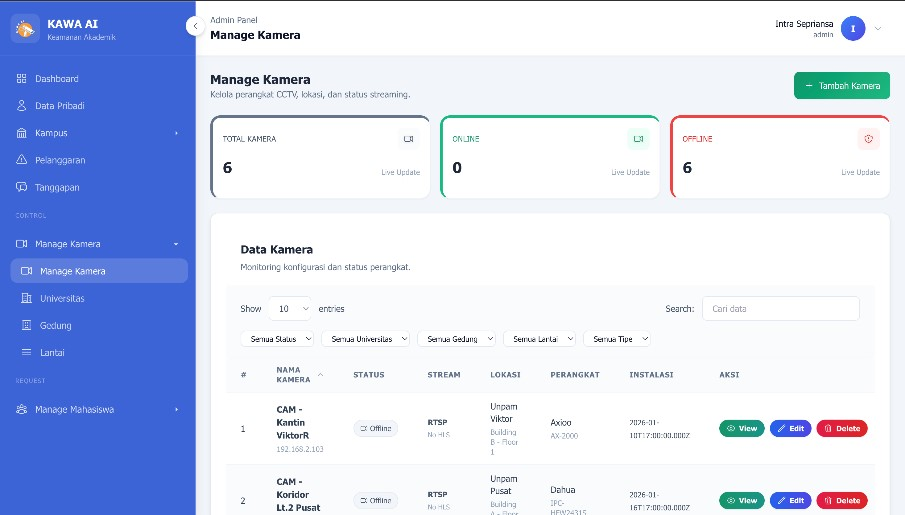 KAWA AI
Keamanan Akademik
Dashboard
Data Pribadi
Kampus
Pelanggaran
Tanggapan
CONTROL
Manage Kamera
Manage Kamera
Universitas
Gedung
Lantai
REQUEST
Manage Mahasiswa
Admin Panel
Manage Kamera
Intra Sepriansa
admin
I
Manage Kamera
Kelola perangkat CCTV, lokasi, dan status streaming.
+ Tambah Kamera
TOTAL KAMERA
6
Live Update
ONLINE
0
Live Update
OFFLINE
6
Live Update
Data Kamera
Monitoring konfigurasi dan status perangkat.
Show 10 entries
Search: Cari data
Semua Status Semua Universitas Semua Gedung Semua Lantai Semua Tipe
# NAMA KAMERA STATUS STREAM LOKASI PERANGKAT INSTALASI AKSI
1
CAM -
Kantin
ViktorR
192.168.2.103
Offline
RTSP
No HLS
Unpam
Viktor
Building
B - Floor
1
Axioo
AX-2000
2026-01-
10T17:00:00.000Z
View Edit Delete
2
CAM -
Koridor
Lt.2 Pusat
Offline
RTSP
No HLS
Unpam
Pusat
Building
A - Floor
Dahua
IPC-
HFW2431S
2026-01-
16T17:00:00.000Z
View Edit Delete